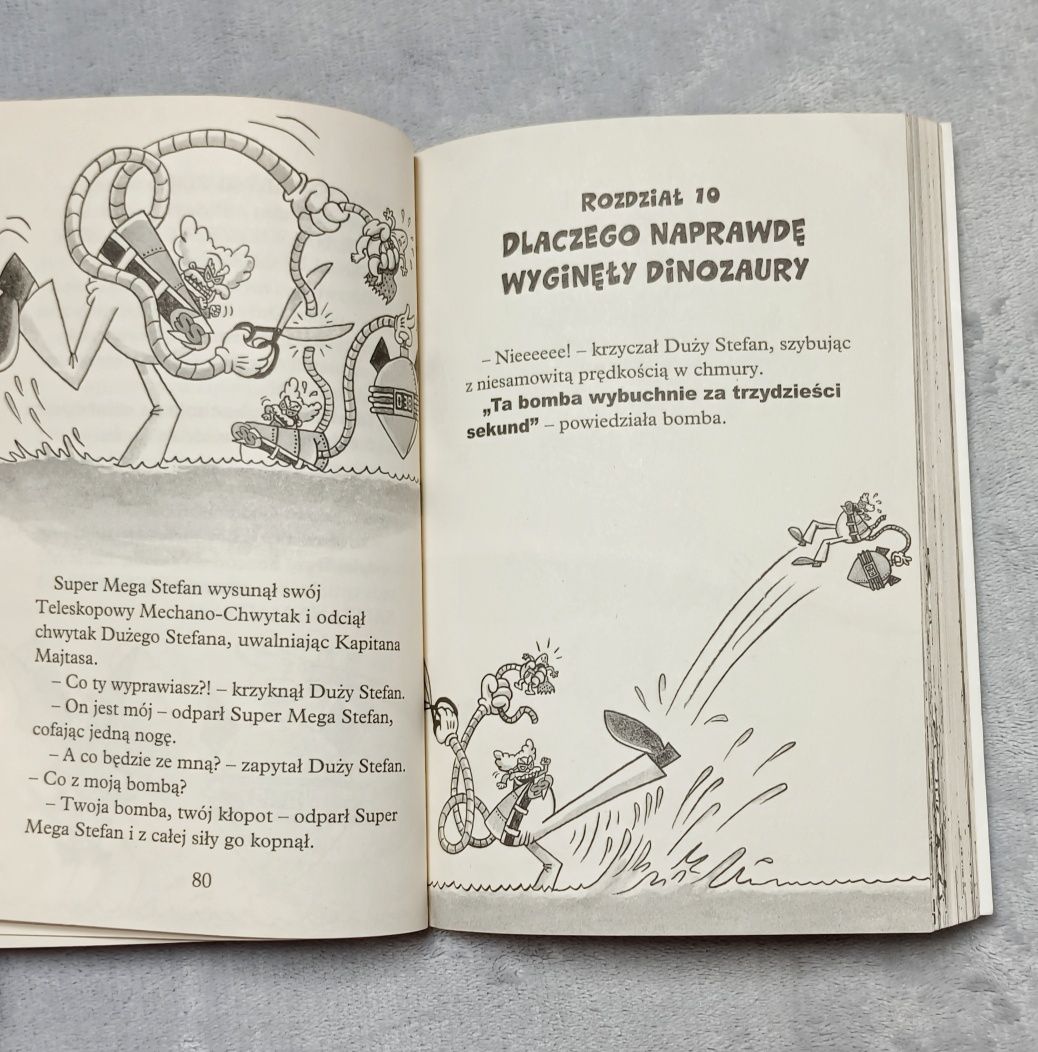 Super Mega Stefan wysunął swój
Teleskopowy Mechano-Chwytak i odciął
chwytak Dużego Stefana, uwalniając Kapitana
Majtasa.
– Co ty wyprawiasz?! – krzyknął Duży Stefan.
– On jest mój – odparł Super Mega Stefan,
cofając jedną nogę.
– A co będzie ze mną? – zapytał Duży Stefan.
– Co z moją bombą?
– Twoja bomba, twój kłopot – odparł Super
Mega Stefan i z całej siły go kopnął.
80
ROZDZIAŁ 10
DLACZEGO NAPRAWDĘ
WYGINĘŁY DINOZAURY
– Nieeeeee! – krzyczał Duży Stefan, szybując
z niesamowitą prędkością w chmury.
„Ta bomba wybuchnie za trzydzieści
sekund” – powiedziała bomba.